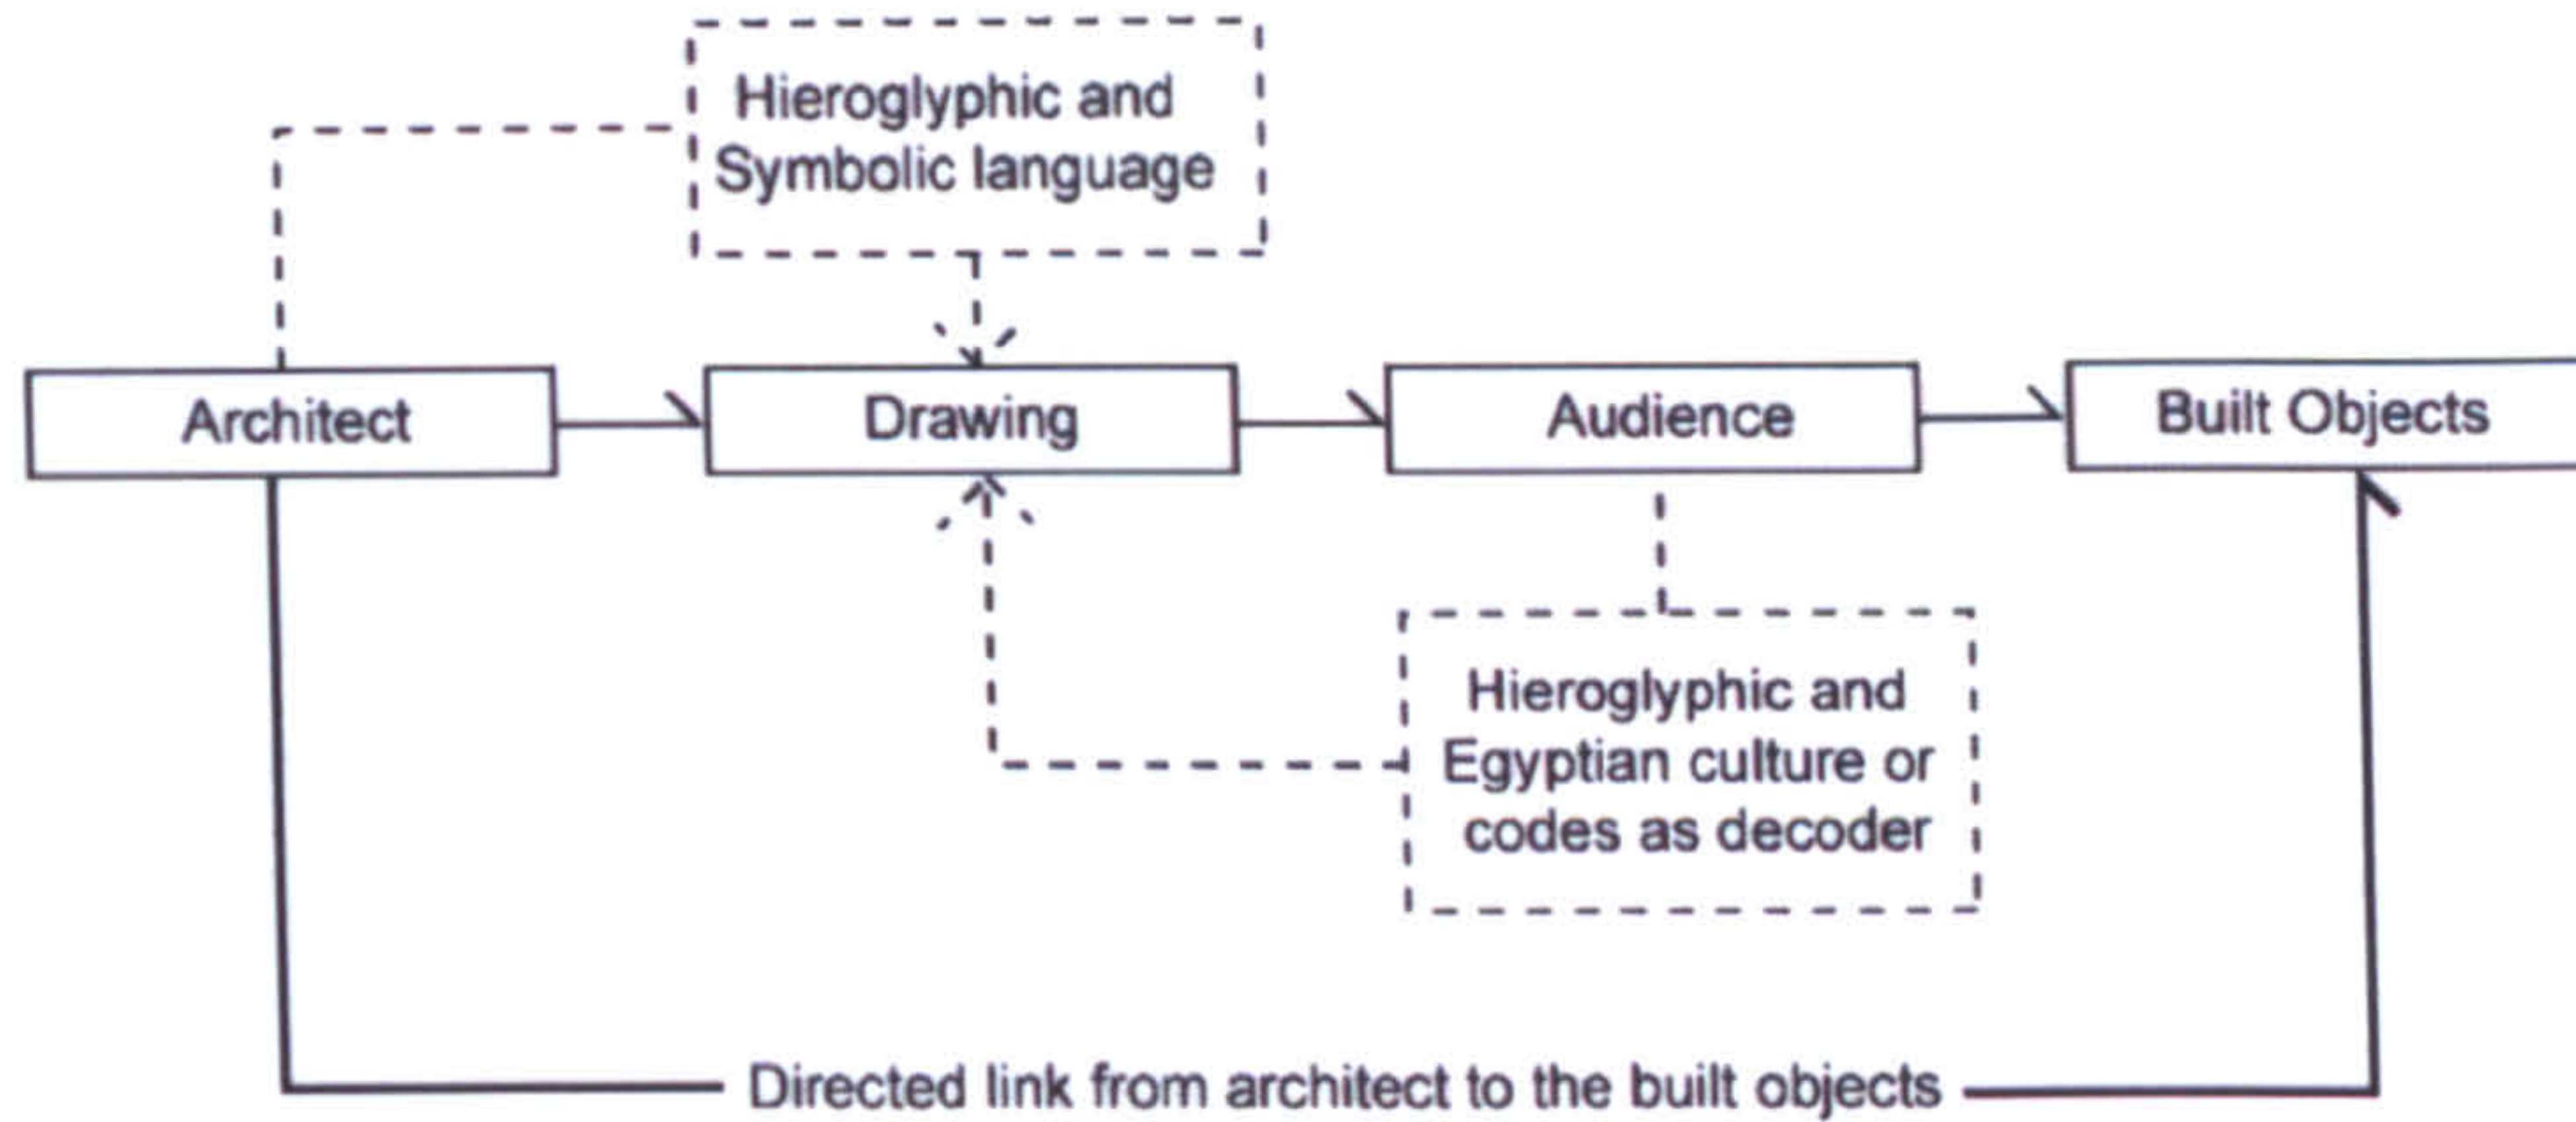 Hieroglyphic and
Symbolic language
Architect
Drawing
Audience
Built Objects
Hieroglyphic and
Egyptian culture or
codes as decoder
Directed link from architect to the built objects